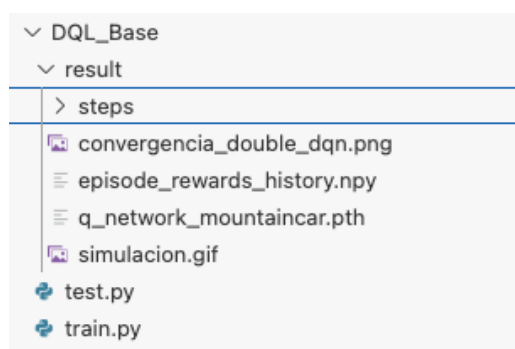 DQL_Base
result
steps
convergencia_double_dqn.png
episode_rewards_history.npy
q_network_mountaincar.pth
simulacion.gif
test.py
train.py